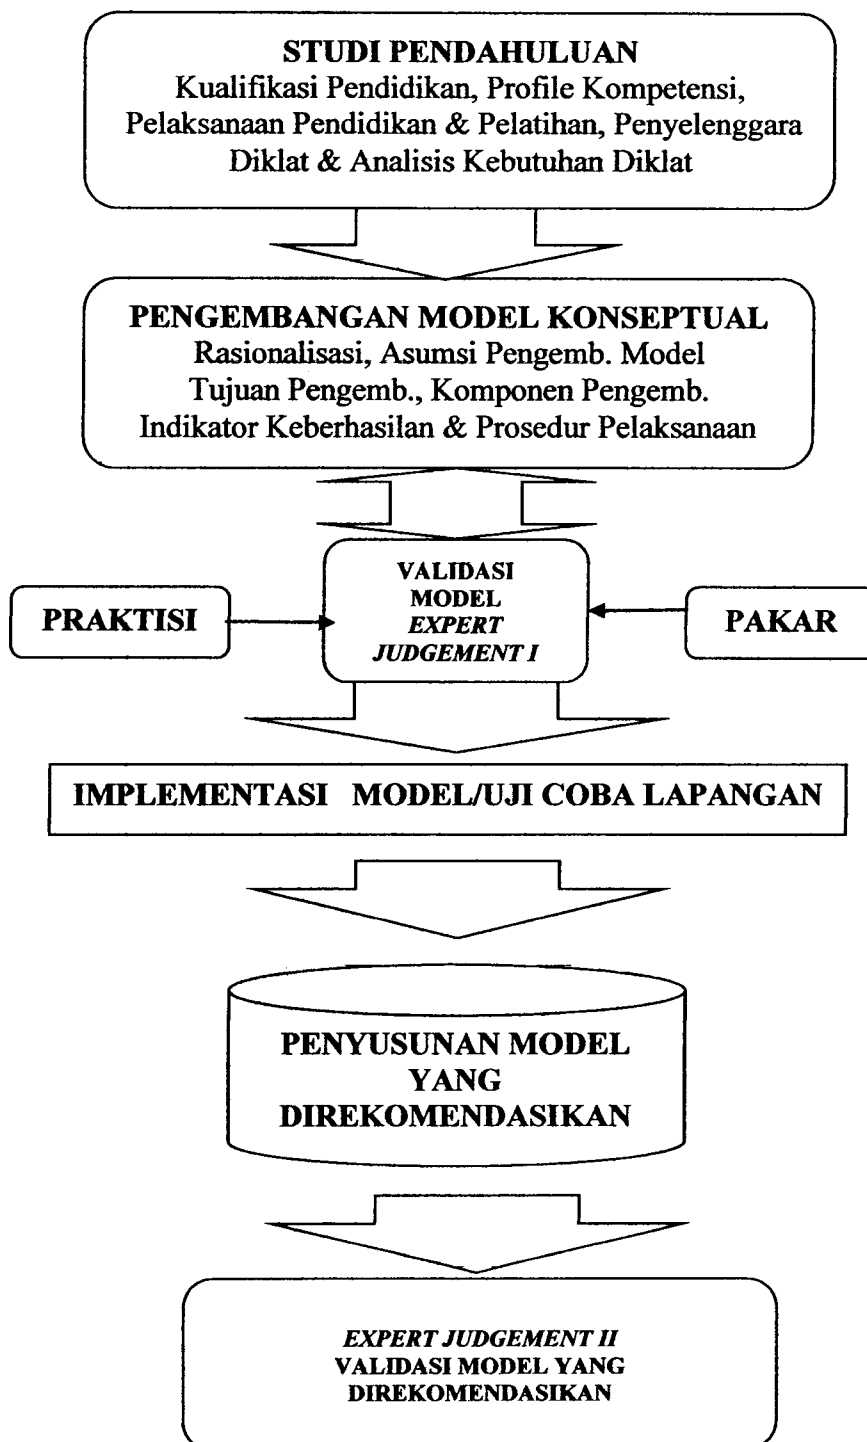 STUDI PENDAHULUAN
Kualifikasi Pendidikan, Profile Kompetensi,
Pelaksanaan Pendidikan & Pelatihan, Penyelenggara
Diklat & Analisis Kebutuhan Diklat
PENGEMBANGAN MODEL KONSEPTUAL
Rasionalisasi, Asumsi Pengemb. Model
Tujuan Pengemb., Komponen Pengemb.
Indikator Keberhasilan & Prosedur Pelaksanaan
PRAKTISI
VALIDASI
MODEL
EXPERT
JUDGEMENT I
PAKAR
IMPLEMENTASI MODEL/UJI COBA LAPANGAN
PENYUSUNAN MODEL
YANG
DIREKOMENDASIKAN
EXPERT JUDGEMENT II
VALIDASI MODEL YANG
DIREKOMENDASIKAN